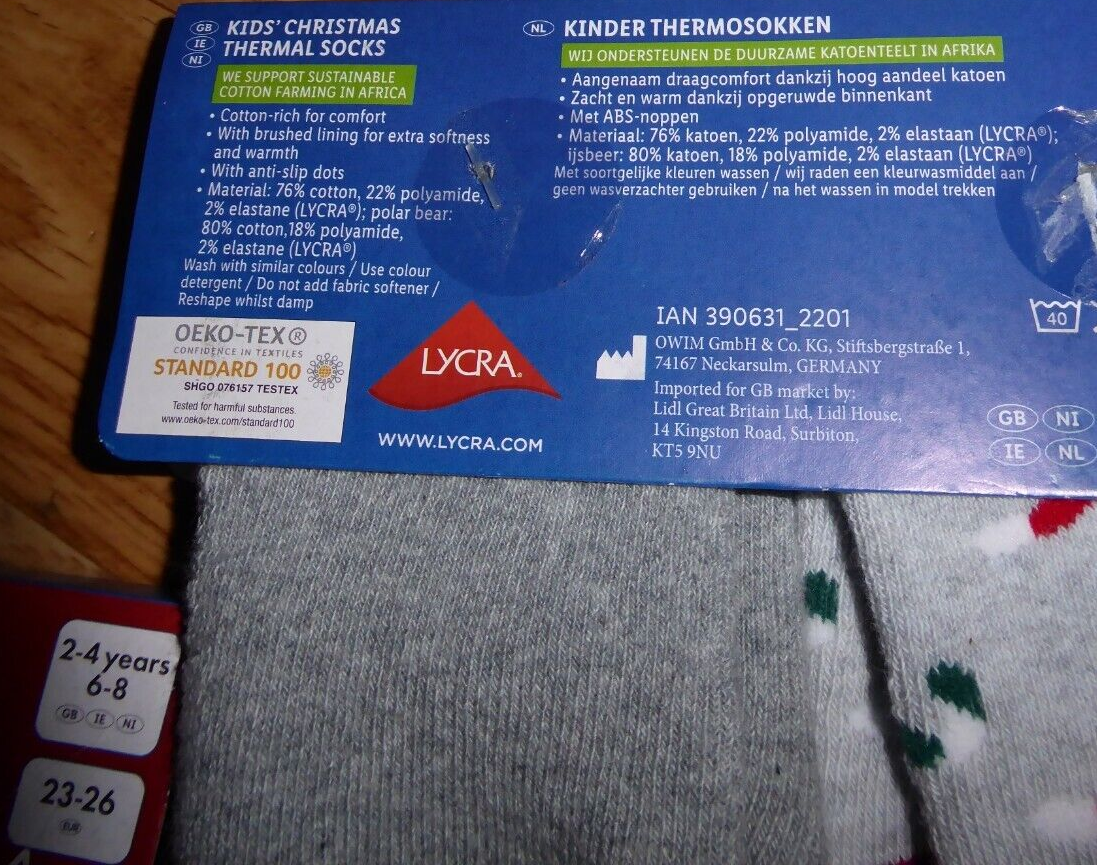 GB
IE
NI
KIDS' CHRISTMAS
THERMAL SOCKS
WE SUPPORT SUSTAINABLE
COTTON FARMING IN AFRICA
• Cotton-rich for comfort
• With brushed lining for extra softness
and warmth
• With anti-slip dots
• Material: 76% cotton, 22% polyamide,
2% elastane (LYCRA®); polar bear:
80% cotton,18% polyamide,
2% elastane (LYCRA®)
Wash with similar colours / Use colour
detergent / Do not add fabric softener /
Reshape whilst damp
NL
KINDER THERMOSOKKEN
WIJ ONDERSTEUNEN DE DUURZAME KATOENTEELT IN AFRIKA
• Aangenaam draagcomfort dankzij hoog aandeel katoen
• Zacht en warm dankzij opgeruwde binnenkant
• Met ABS-noppen
• Materiaal: 76% katoen, 22% polyamide, 2% elastaan (LYCRA®);
ijsbeer: 80% katoen, 18% polyamide, 2% elastaan (LYCRA®)
Met soortgelijke kleuren wassen / wij raden een kleurwasmiddel aan /
geen wasverzachter gebruiken / na het wassen in model trekken
OEKO-TEX®
CONFIDENCE IN TEXTILES
STANDARD 100
SHGO 076157 TESTEX
Tested for harmful substances.
www.oeko-tex.com/standard100
LYCRA®
WWW.LYCRA.COM
IAN 390631_2201
OWIM GmbH & Co. KG, Stiftsbergstraße 1,
74167 Neckarsulm, GERMANY
Imported for GB market by:
Lidl Great Britain Ltd, Lidl House,
14 Kingston Road, Surbiton,
KT5 9NU
40
GB NI
IE NL
2-4 years
6-8
GB IE NI
23-26
EUR